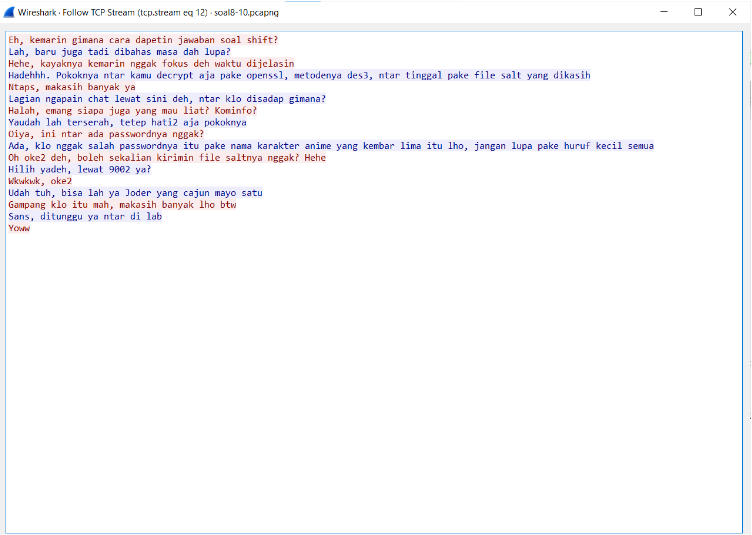 Wireshark · Follow TCP Stream (tcp.stream eq 12) · soal8-10.pcapng
Eh, kemarin gimana cara dapetin jawaban soal shift?
Lah, baru juga tadi dibahas masa dah lupa?
Hehe, kayaknya kemarin nggak fokus deh waktu dijelasin
Hadehhh. Pokoknya ntar kamu decrypt aja pake openssl, metodenya des3, ntar tinggal pake file salt yang dikasih
Ntaps, makasih banyak ya
Lagian ngapain chat lewat sini deh, ntar klo disadap gimana?
Halah, emang siapa juga yang mau liat? Kominfo?
Yaudah lah terserah, tetep hati2 aja pokoknya
Oiya, ini ntar ada passwordnya nggak?
Ada, klo nggak salah passwordnya itu pake nama karakter anime yang kembar lima itu lho, jangan lupa pake huruf kecil semua
Oh oke2 deh, boleh sekalian kirimin file saltnya nggak? Hehe
Hilih yadeh, lewat 9002 ya?
Wkwkwk, oke2
Udah tuh, bisa lah ya Joder yang cajun mayo satu
Gampang klo itu mah, makasih banyak lho btw
Sans, ditunggu ya ntar di lab
Yoww